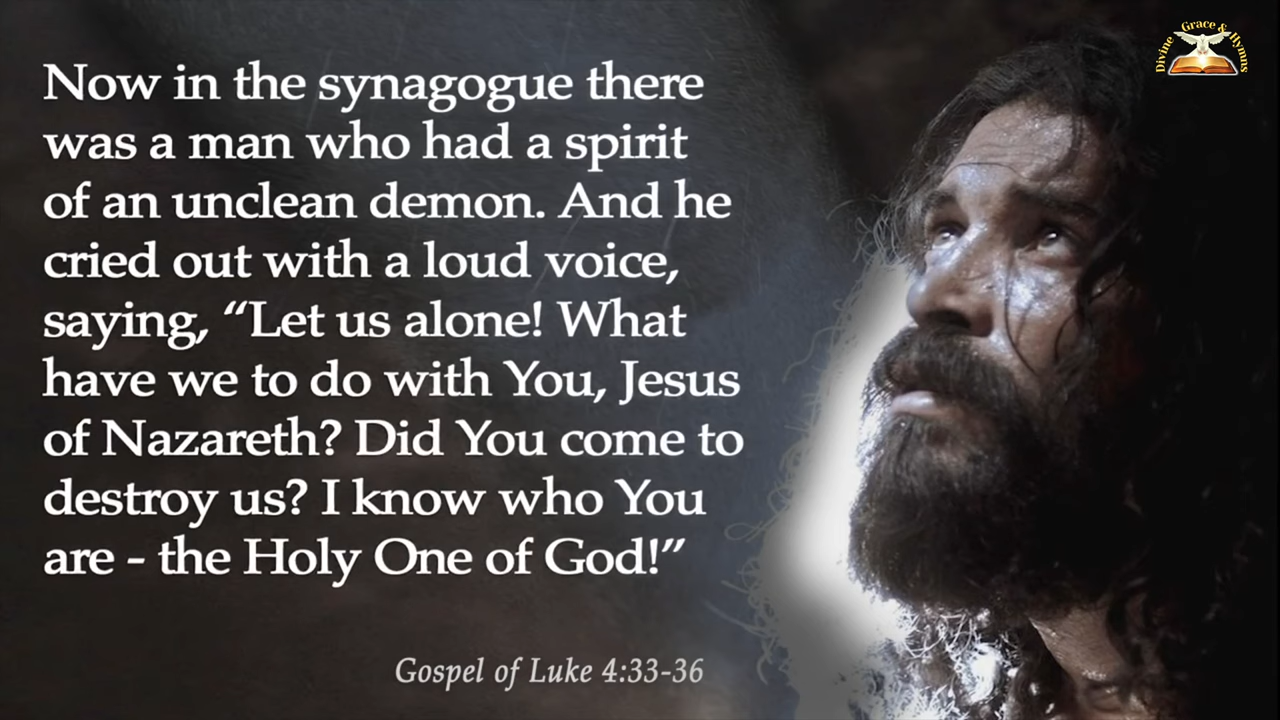 Divine Grace & Hymns
Now in the synagogue there
was a man who had a spirit
of an unclean demon. And he
cried out with a loud voice,
saying, “Let us alone! What
have we to do with You, Jesus
of Nazareth? Did You come to
destroy us? I know who You
are - the Holy One of God!”
Gospel of Luke 4:33-36